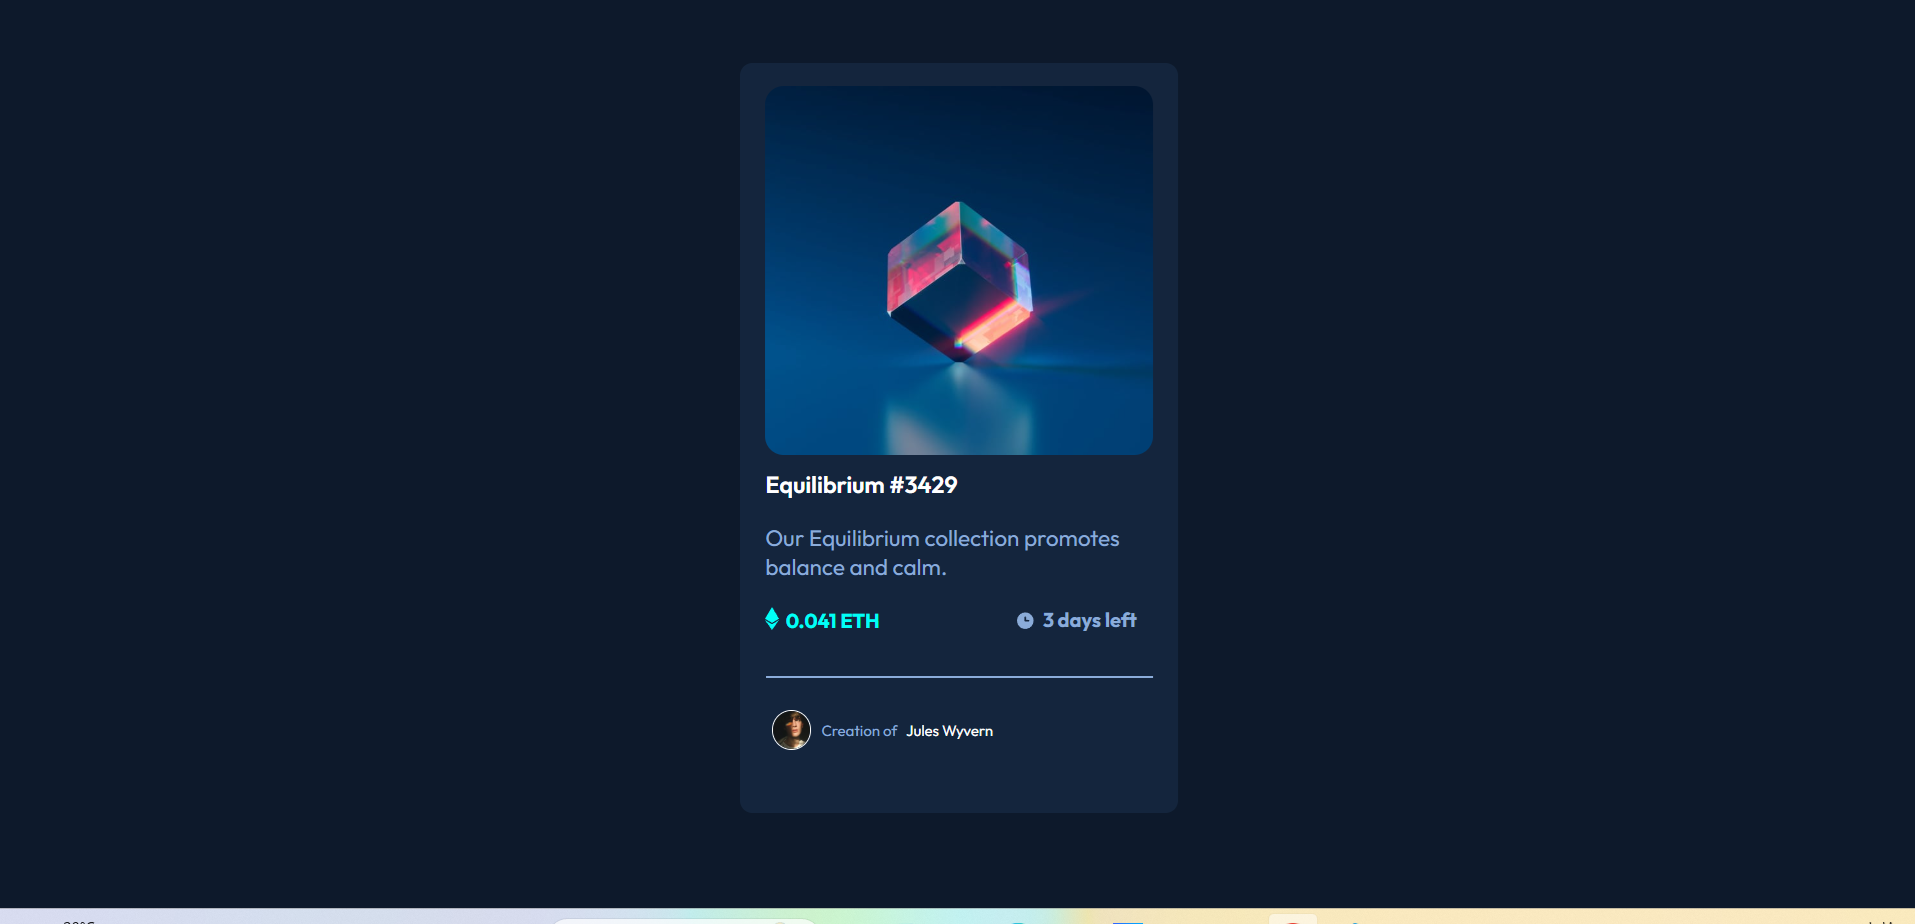 Equilibrium #3429
Our Equilibrium collection promotes
balance and calm.
0.041 ETH
3 days left
Creation of Jules Wyvern